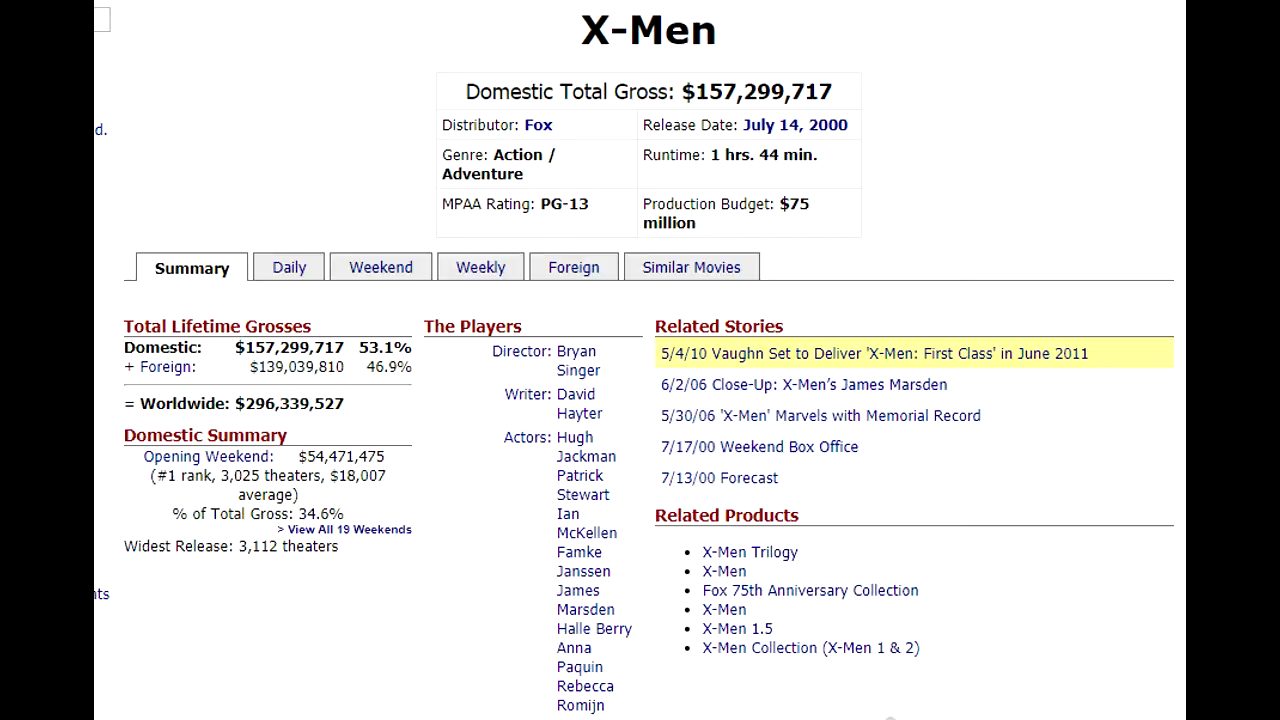 X-Men
Domestic Total Gross: $157,299,717
Distributor: Fox
Release Date: July 14, 2000
Genre: Action /
Adventure
Runtime: 1 hrs. 44 min.
MPAA Rating: PG-13
Production Budget: $75
million
d.
Summary
Daily
Weekend
Weekly
Foreign
Similar Movies
Total Lifetime Grosses
Domestic: $157,299,717 53.1%
+ Foreign: $139,039,810 46.9%
= Worldwide: $296,339,527
Domestic Summary
Opening Weekend: $54,471,475
(#1 rank, 3,025 theaters, $18,007
average)
% of Total Gross: 34.6%
> View All 19 Weekends
Widest Release: 3,112 theaters
nts
The Players
Director: Bryan
Singer
Writer: David
Hayter
Actors: Hugh
Jackman
Patrick
Stewart
Ian
McKellen
Famke
Janssen
James
Marsden
Halle Berry
Anna
Paquin
Rebecca
Romijn
Related Stories
5/4/10 Vaughn Set to Deliver 'X-Men: First Class' in June 2011
6/2/06 Close-Up: X-Men’s James Marsden
5/30/06 'X-Men' Marvels with Memorial Record
7/17/00 Weekend Box Office
7/13/00 Forecast
Related Products
• X-Men Trilogy
• X-Men
• Fox 75th Anniversary Collection
• X-Men
• X-Men 1.5
• X-Men Collection (X-Men 1 & 2)